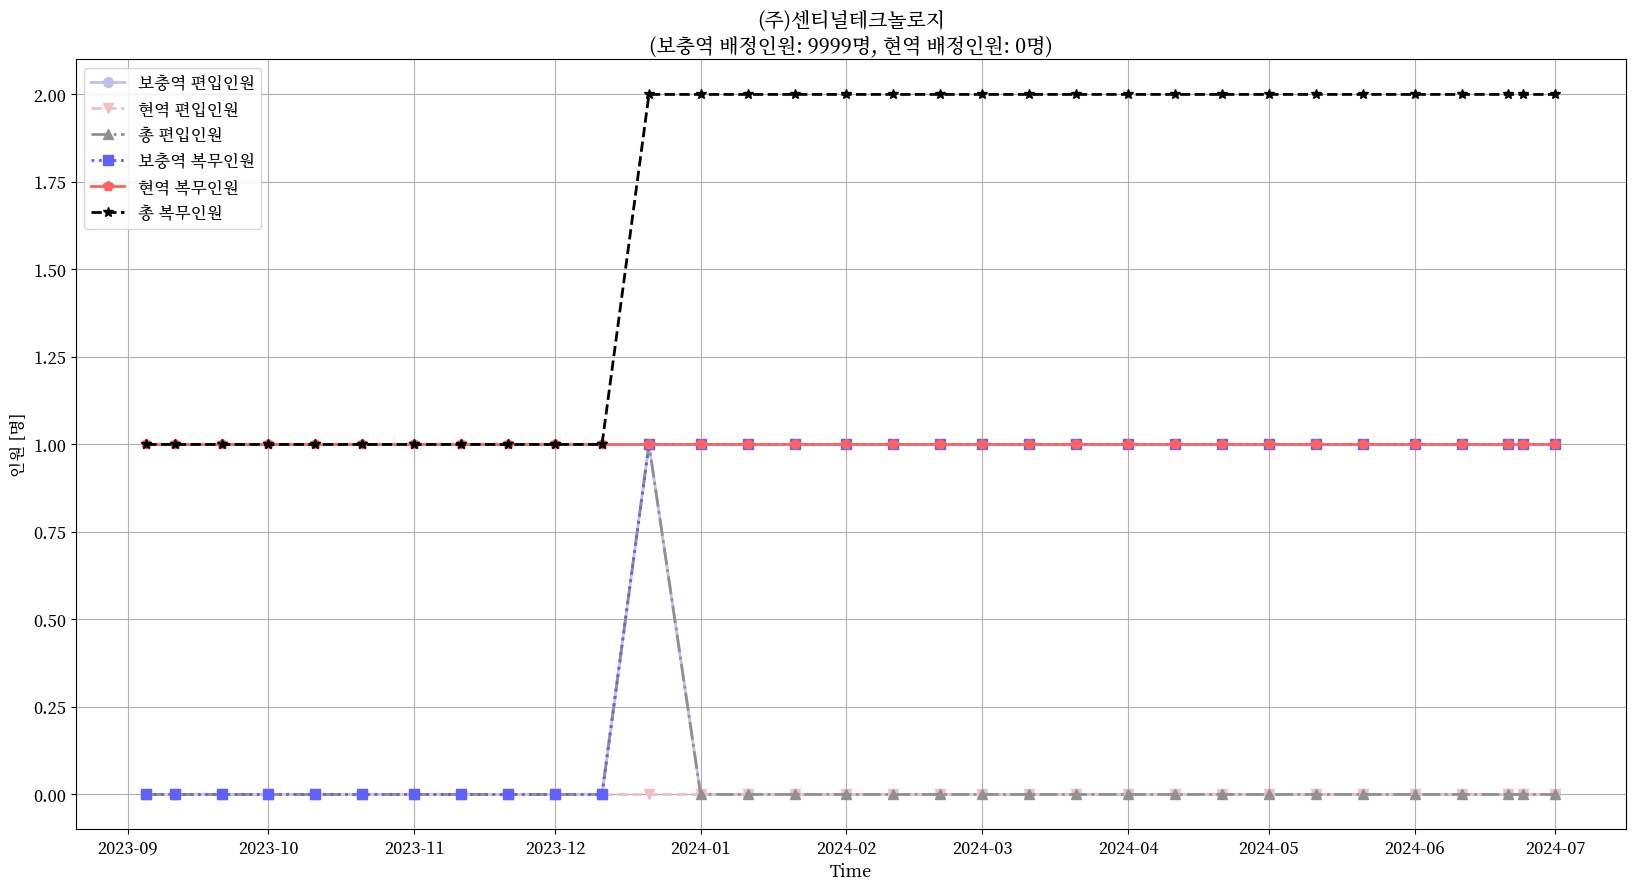 (주)센티널테크놀로지
(보충역 배정인원: 9999명, 현역 배정인원: 0명)
보충역 편입인원
현역 편입인원
총 편입인원
보충역 복무인원
현역 복무인원
총 복무인원
2.00
1.75
1.50
1.25
1.00
0.75
0.50
0.25
0.00
인원 [명]
2023-09 2023-10 2023-11 2023-12 2024-01 2024-02 2024-03 2024-04 2024-05 2024-06 2024-07
Time